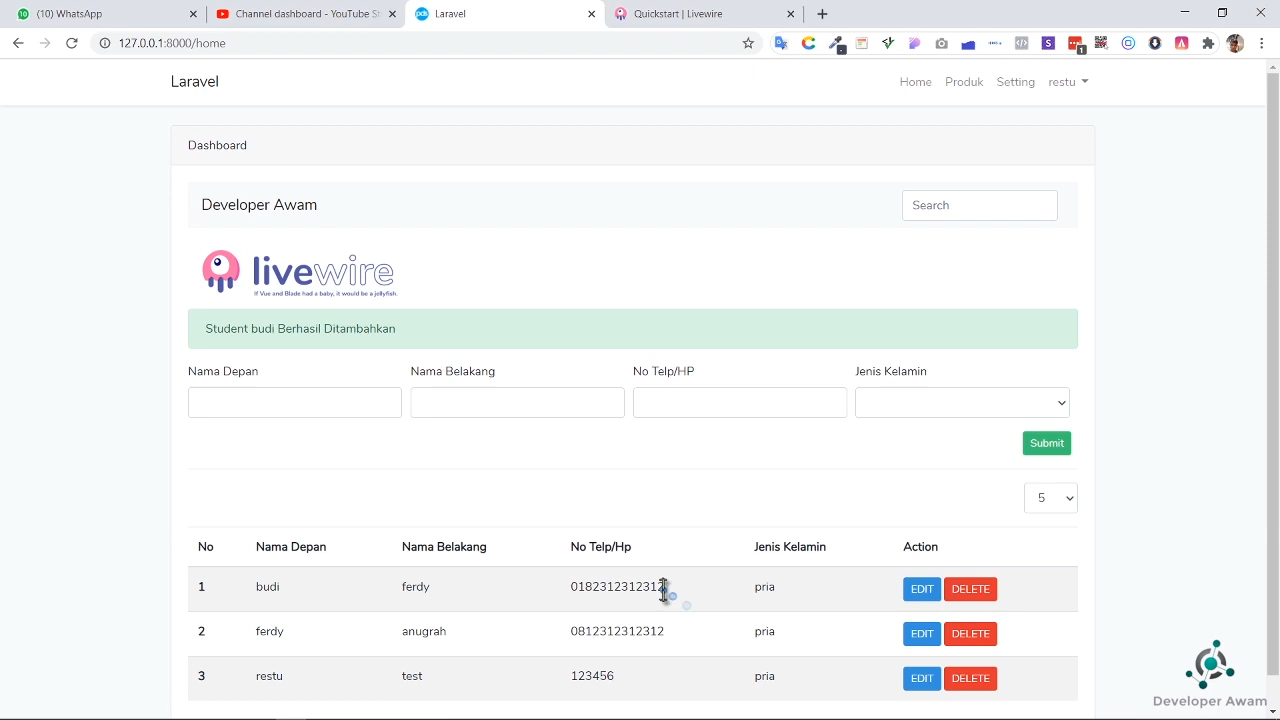 (10) WhatsApp
Channel dashboard - YouTube St
Laravel
Quickstart | Livewire
127.0.0.1:8000/home
Laravel
Home Produk Setting restu
Dashboard
Developer Awam
Search
livewire
If Vue and Blade had a baby, it would be a jellyfish.
Student budi Berhasil Ditambahkan
Nama Depan Nama Belakang No Telp/HP Jenis Kelamin
Submit
5
No Nama Depan Nama Belakang No Telp/Hp Jenis Kelamin Action
1 budi ferdy pria EDIT DELETE
2 ferdy anugrah 0812312312312 pria EDIT DELETE
3 restu test 123456 pria EDIT DELETE
Developer Awam